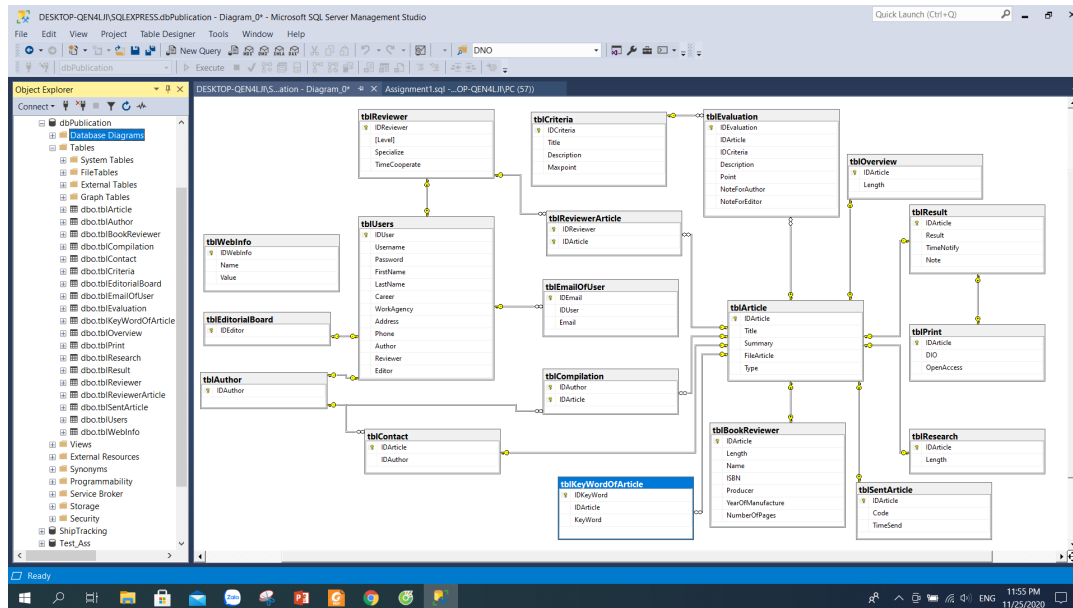 DESKTOP-QEN4LJI\SQLEXPRESS.dbPublication - Diagram_0* - Microsoft SQL Server Management Studio
Quick Launch (Ctrl+Q)
File Edit View Project Table Designer Tools Window Help
New Query
DNO
dbPublication
Execute
Object Explorer
DESKTOP-QEN4LJI\S...ation - Diagram_0*
Assignment1.sql -...OP-QEN4LJI\PC (57))
Connect
dbPublication
Database Diagrams
Tables
System Tables
FileTables
External Tables
Graph Tables
dbo.tblArticle
dbo.tblAuthor
dbo.tblBookReviewer
dbo.tblCompilation
dbo.tblContact
dbo.tblCriteria
dbo.tblEditorialBoard
dbo.tblEmailOfUser
dbo.tblEvaluation
dbo.tblKeyWordOfArticle
dbo.tblOverview
dbo.tblPrint
dbo.tblResearch
dbo.tblResult
dbo.tblReviewer
dbo.tblReviewerArticle
dbo.tblSentArticle
dbo.tblUsers
dbo.tblWebInfo
Views
External Resources
Synonyms
Programmability
Service Broker
Storage
Security
ShipTracking
Test_Ass
tblReviewer
IDReviewer
[Level]
Specialize
TimeCooperate
tblCriteria
IDCriteria
Title
Description
Maxpoint
tblEvaluation
IDEvaluation
IDArticle
IDCriteria
Description
Point
NoteForAuthor
NoteForEditor
tblOverview
IDArticle
Length
tblUsers
IDUser
Username
Password
FirstName
LastName
Career
WorkAgency
Address
Phone
Author
Reviewer
Editor
tblReviewerArticle
IDReviewer
IDArticle
tblResult
IDArticle
Result
TimeNotify
Note
tblWebInfo
IDWebInfo
Name
Value
tblEmailOfUser
IDEmail
IDUser
Email
tblEditorialBoard
IDEditor
tblArticle
IDArticle
Title
Summary
FileArticle
Type
tblPrint
IDArticle
DIO
OpenAccess
tblAuthor
IDAuthor
tblCompilation
IDAuthor
IDArticle
tblContact
IDArticle
IDAuthor
tblBookReviewer
IDArticle
Length
Name
ISBN
Producer
YearOfManufacture
NumberOfPages
tblResearch
IDArticle
Length
tblKeyWordOfArticle
IDKeyWord
IDArticle
KeyWord
tblSentArticle
IDArticle
Code
TimeSend
Ready
Zalo
ENG
11:55 PM
11/25/2020